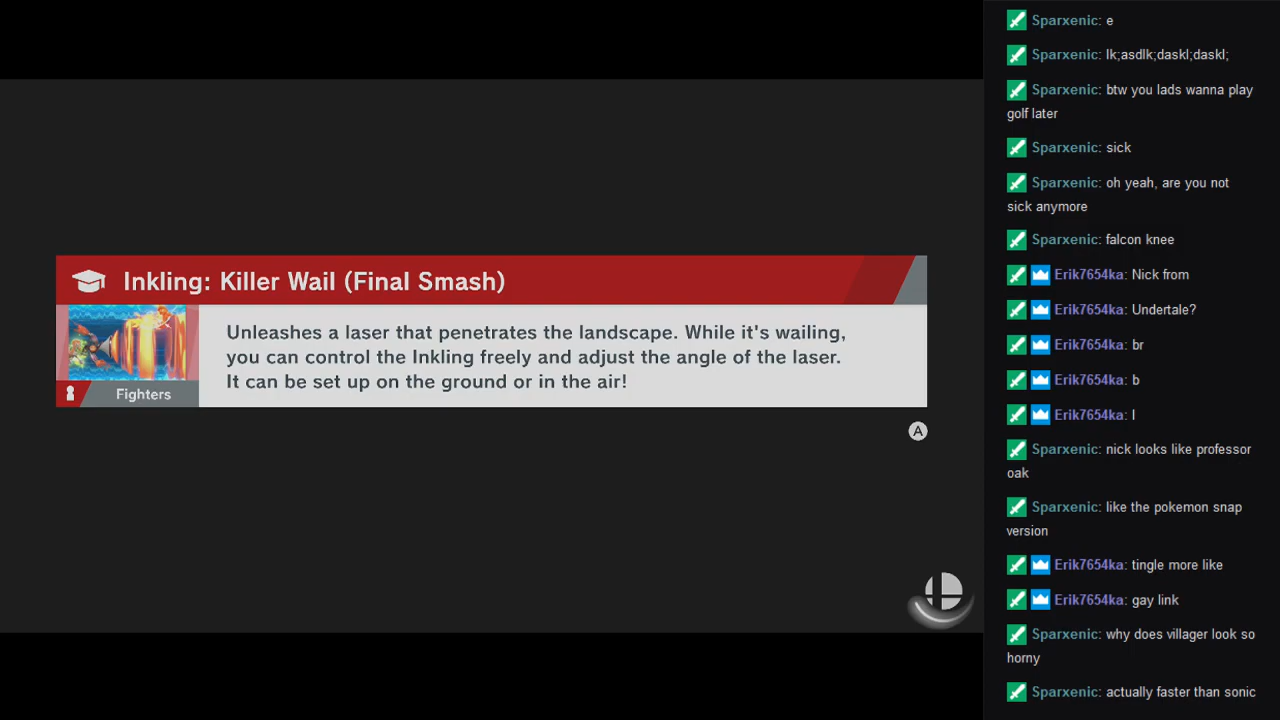 Inkling: Killer Wail (Final Smash)
Unleashes a laser that penetrates the landscape. While it's wailing,
you can control the Inkling freely and adjust the angle of the laser.
It can be set up on the ground or in the air!
Fighters
A
Sparxenic: e
Sparxenic: lk;asdlk;daskl;daskl;
Sparxenic: btw you lads wanna play
golf later
Sparxenic: sick
Sparxenic: oh yeah, are you not
sick anymore
Sparxenic: falcon knee
Erik7654ka: Nick from
Erik7654ka: Undertale?
Erik7654ka: br
Erik7654ka: b
Erik7654ka: I
Sparxenic: nick looks like professor
oak
Sparxenic: like the pokemon snap
version
Erik7654ka: tingle more like
Erik7654ka: gay link
Sparxenic: why does villager look so
horny
Sparxenic: actually faster than sonic